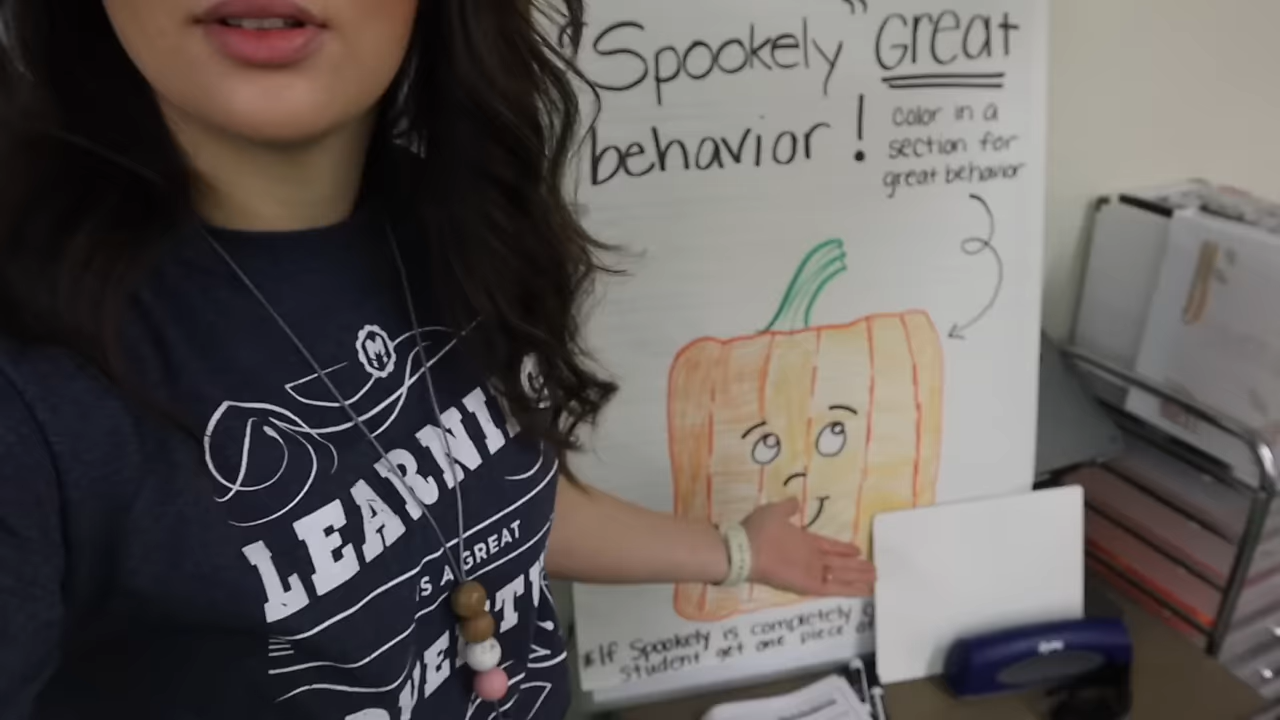 "Spookely" Great
behavior!
color in a
section for
great behavior
*If Spookely is completely
student get one piece
M
LEARNI
IS A GREAT